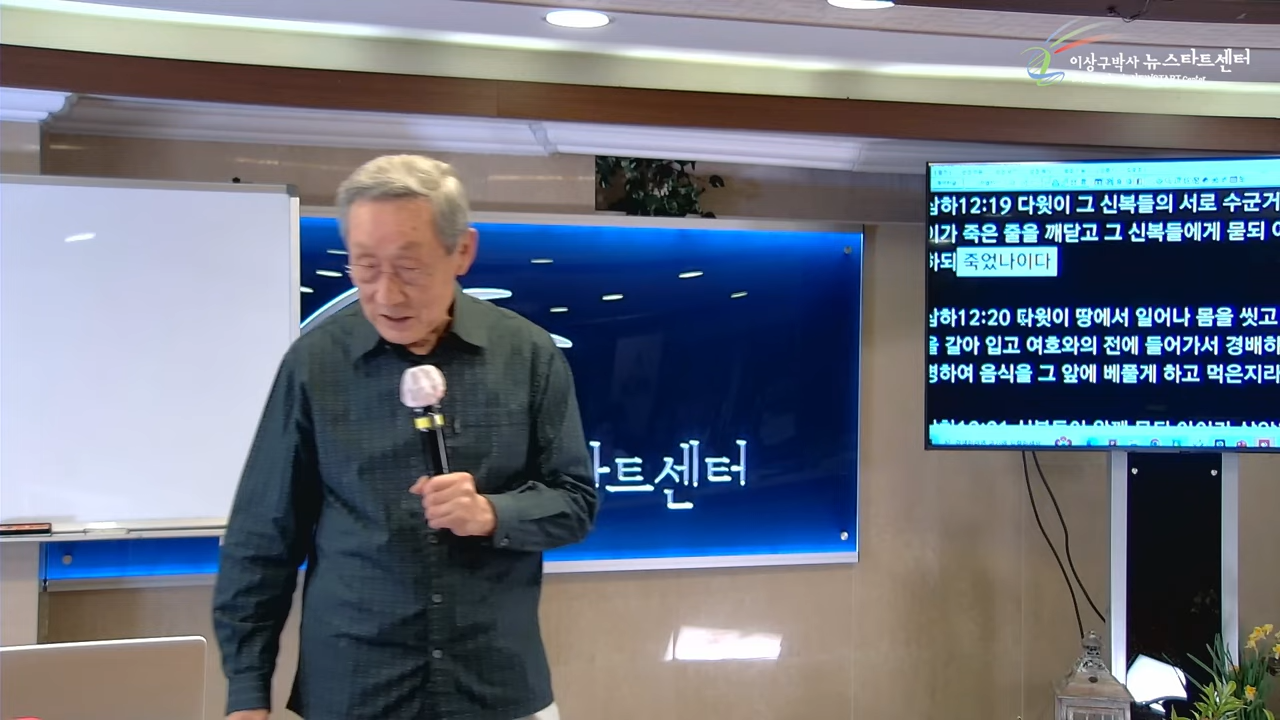 이상구박사 뉴스타트센터
삼하12:19 다윗이 그 신복들의 서로 수군거
이가 죽은 줄을 깨닫고 그 신복들에게 묻되 아
하되 죽었나이다
삼하12:20 다윗이 땅에서 일어나 몸을 씻고
을 갈아 입고 여호와의 전에 들어가서 경배하
명하여 음식을 그 앞에 베풀게 하고 먹은지라
타트센터